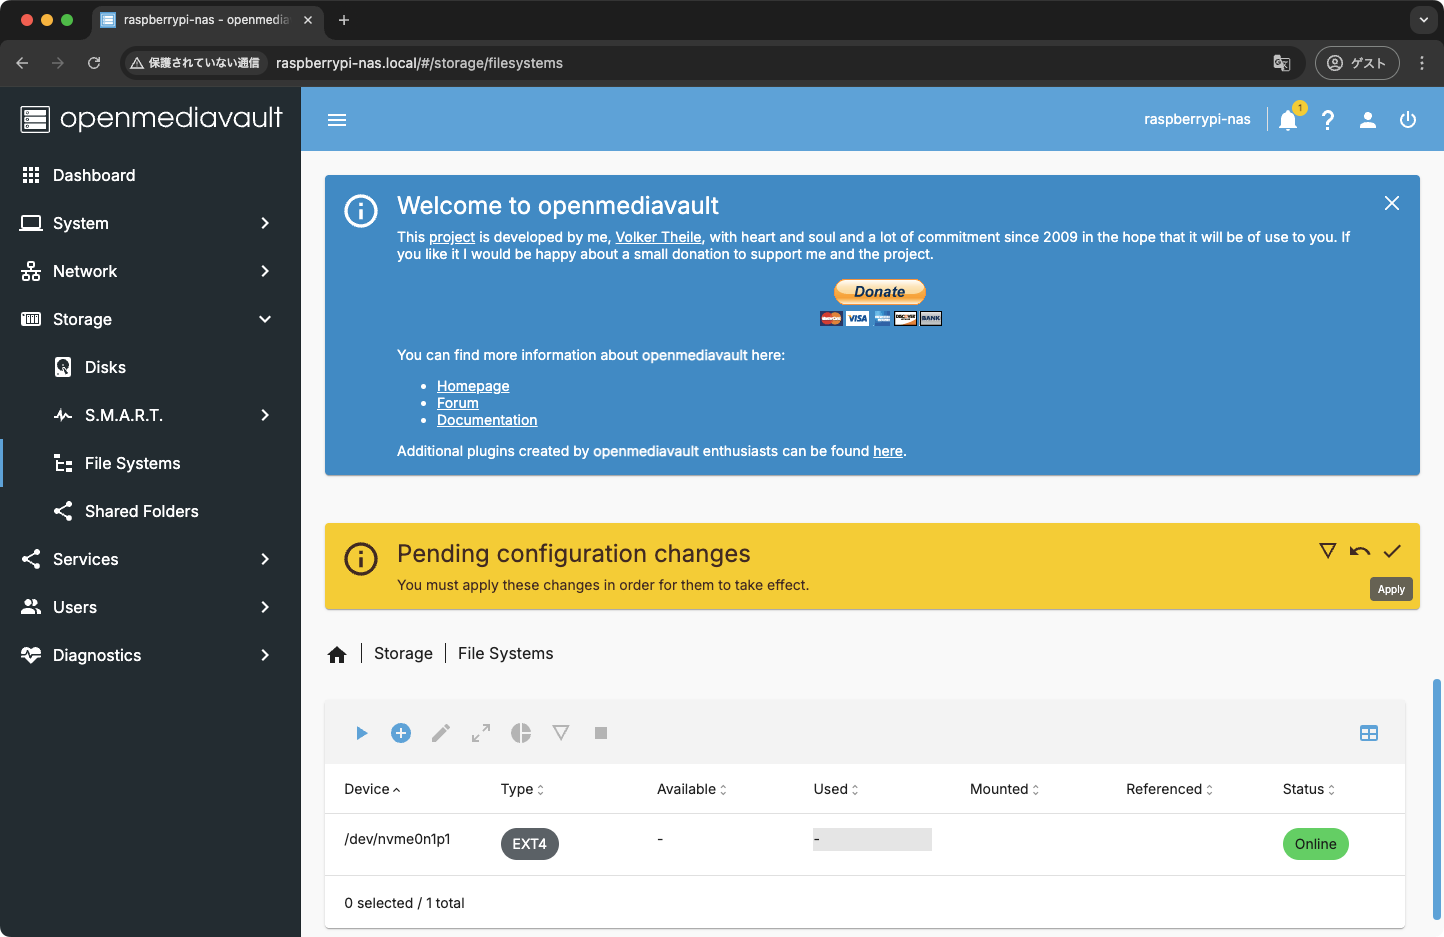 raspberrypi-nas - openmedia
保護されていない通信
raspberrypi-nas.local/#/storage/filesystems
ゲスト
openmediavault
raspberrypi-nas
1
Dashboard
System
Network
Storage
Disks
S.M.A.R.T.
File Systems
Shared Folders
Services
Users
Diagnostics
Welcome to openmediavault
This project is developed by me, Volker Theile, with heart and soul and a lot of commitment since 2009 in the hope that it will be of use to you. If
you like it I would be happy about a small donation to support me and the project.
Donate
VISA
BANK
You can find more information about openmediavault here:
• Homepage
• Forum
• Documentation
Additional plugins created by openmediavault enthusiasts can be found here.
Pending configuration changes
You must apply these changes in order for them to take effect.
Apply
Storage | File Systems
Device Type Available Used Mounted Referenced Status
/dev/nvme0n1p1 EXT4 - - Online
0 selected / 1 total